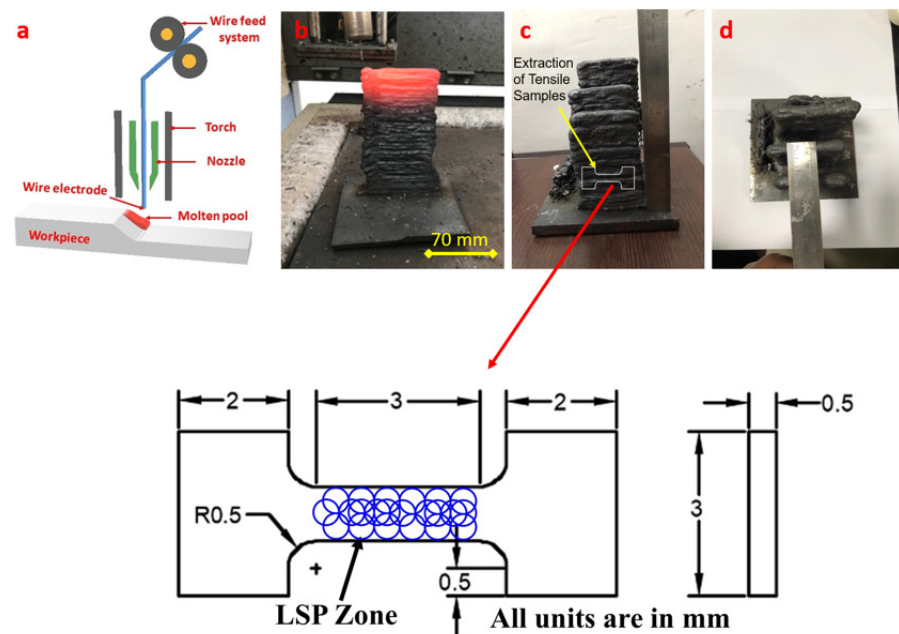 a
Wire feed
system
Torch
Nozzle
Wire electrode
Molten pool
Workpiece
b
70 mm
c
Extraction
of Tensile
Samples
d
2
3
2
0.5
R0.5
3
0.5
LSP Zone
All units are in mm